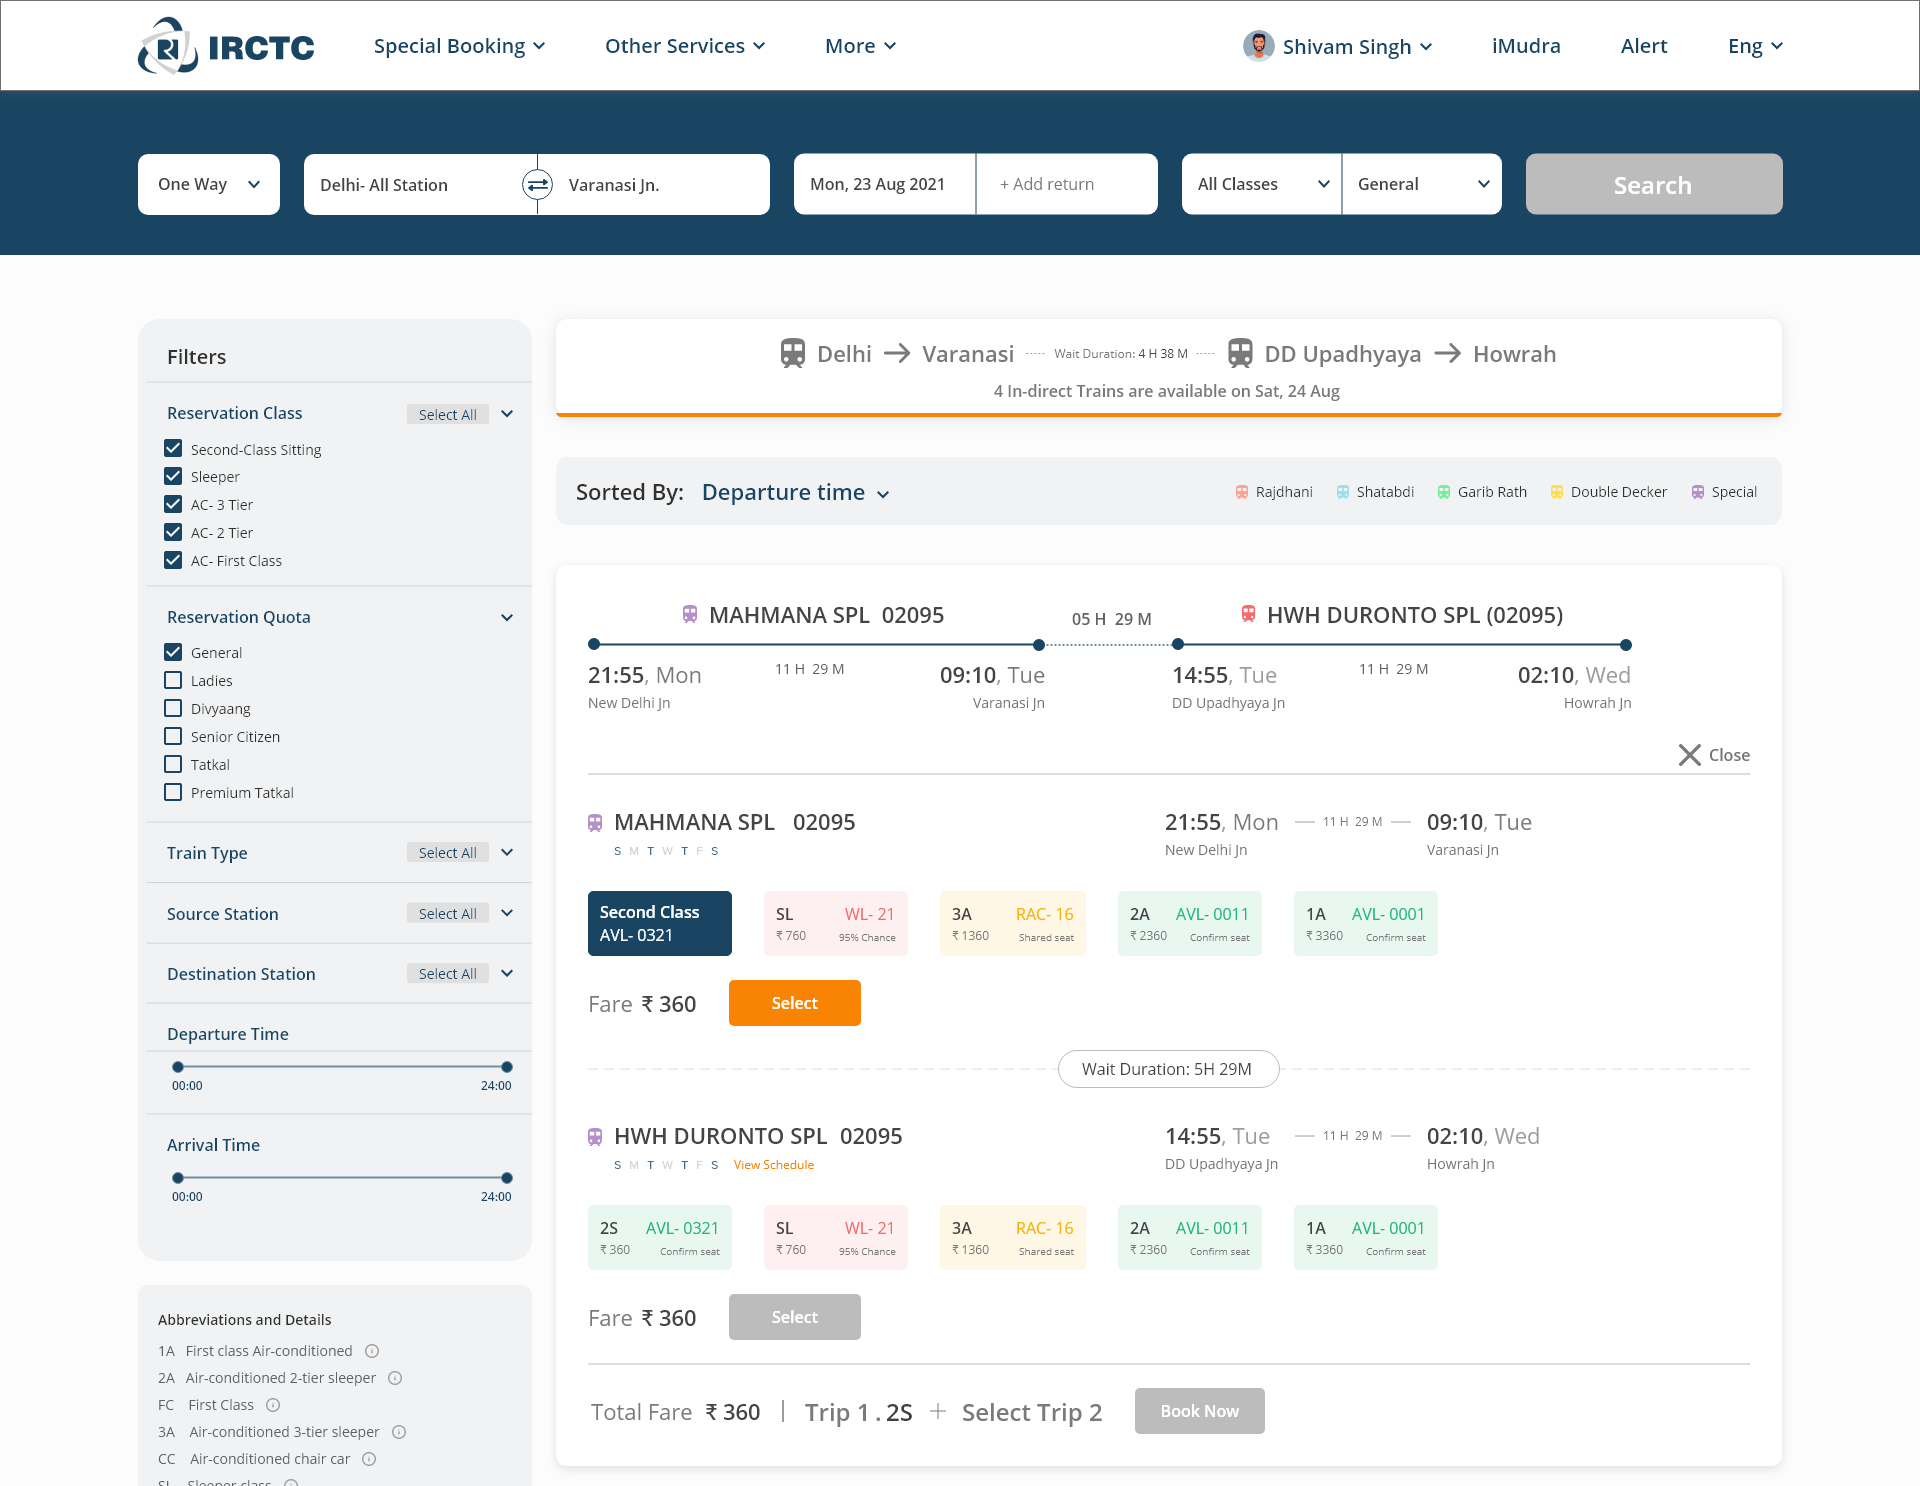 IRCTC
Special Booking
Other Services
More
Shivam Singh
iMudra
Alert
Eng
One Way
Delhi- All Station
Varanasi Jn.
Mon, 23 Aug 2021
+ Add return
All Classes
General
Search
Filters
Reservation Class
Select All
Second-Class Sitting
Sleeper
AC- 3 Tier
AC- 2 Tier
AC- First Class
Reservation Quota
General
Ladies
Divyaang
Senior Citizen
Tatkal
Premium Tatkal
Train Type
Select All
Source Station
Select All
Destination Station
Select All
Departure Time
00:00 24:00
Arrival Time
00:00 24:00
Abbreviations and Details
1A First class Air-conditioned
2A Air-conditioned 2-tier sleeper
FC First Class
3A Air-conditioned 3-tier sleeper
CC Air-conditioned chair car
SL Sleeper class
Delhi → Varanasi ----- Wait Duration: 4 H 38 M ----- DD Upadhyaya → Howrah
4 In-direct Trains are available on Sat, 24 Aug
Sorted By: Departure time
Rajdhani
Shatabdi
Garib Rath
Double Decker
Special
MAHMANA SPL 02095
05 H 29 M
HWH DURONTO SPL (02095)
21:55, Mon
11 H 29 M
09:10, Tue
14:55, Tue
11 H 29 M
02:10, Wed
New Delhi Jn
Varanasi Jn
DD Upadhyaya Jn
Howrah Jn
Close
MAHMANA SPL 02095
21:55, Mon
11 H 29 M
09:10, Tue
S M T W T F S
New Delhi Jn
Varanasi Jn
Second Class
AVL- 0321
SL WL- 21
₹ 760 95% Chance
3A RAC- 16
₹ 1360 Shared seat
2A AVL- 0011
₹ 2360 Confirm seat
1A AVL- 0001
₹ 3360 Confirm seat
Fare ₹ 360
Select
Wait Duration: 5H 29M
HWH DURONTO SPL 02095
14:55, Tue
11 H 29 M
02:10, Wed
S M T W T F S
View Schedule
DD Upadhyaya Jn
Howrah Jn
2S AVL- 0321
₹ 360 Confirm seat
SL WL- 21
₹ 760 95% Chance
3A RAC- 16
₹ 1360 Shared seat
2A AVL- 0011
₹ 2360 Confirm seat
1A AVL- 0001
₹ 3360 Confirm seat
Fare ₹ 360
Select
Total Fare ₹ 360 | Trip 1 . 2S + Select Trip 2
Book Now